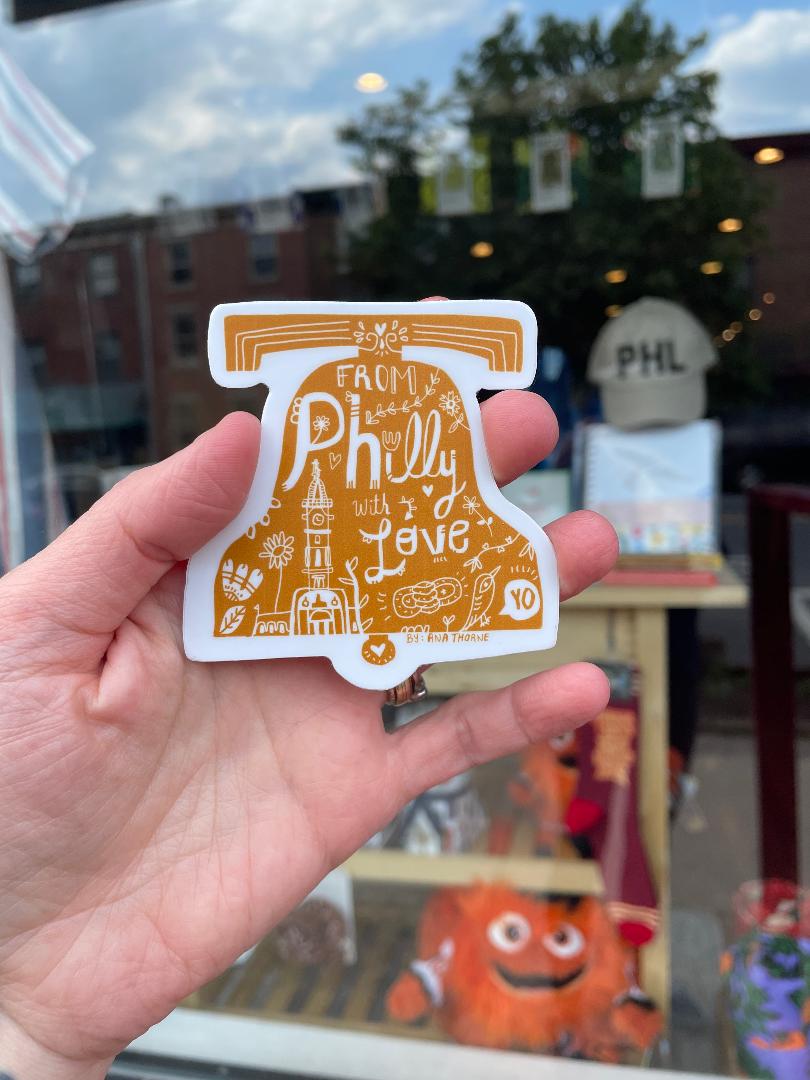 FROM
Philly
with
Love
YO
BY: ANA THORNE
PHL